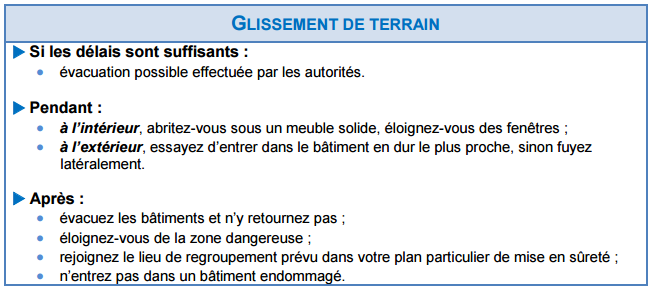 GLISSEMENT DE TERRAIN
Si les délais sont suffisants :
• évacuation possible effectuée par les autorités.
Pendant :
• à l'intérieur, abritez-vous sous un meuble solide, éloignez-vous des fenêtres ;
• à l'extérieur, essayez d'entrer dans le bâtiment en dur le plus proche, sinon fuyez
latéralement.
Après :
• évacuez les bâtiments et n'y retournez pas ;
• éloignez-vous de la zone dangereuse ;
• rejoignez le lieu de regroupement prévu dans votre plan particulier de mise en sûreté ;
• n'entrez pas dans un bâtiment endommagé.